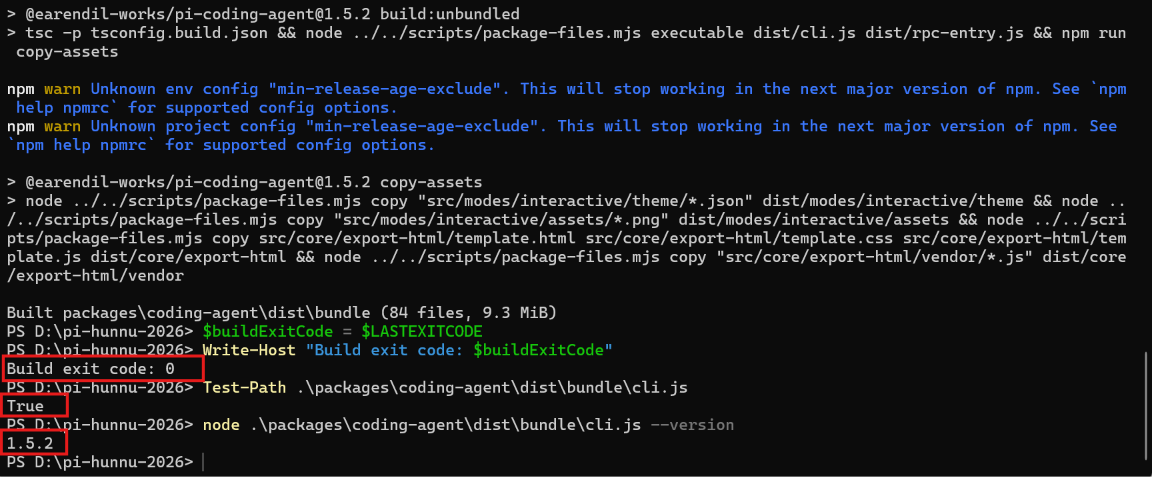 > @earendil-works/pi-coding-agent@1.5.2 build:unbundled
> tsc -p tsconfig.build.json && node ../../scripts/package-files.mjs executable dist/cli.js dist/rpc-entry.js && npm run
 copy-assets
npm warn Unknown env config "min-release-age-exclude". This will stop working in the next major version of npm. See `npm
 help npmrc` for supported config options.
npm warn Unknown project config "min-release-age-exclude". This will stop working in the next major version of npm. See
`npm help npmrc` for supported config options.
> @earendil-works/pi-coding-agent@1.5.2 copy-assets
> node ../../scripts/package-files.mjs copy "src/modes/interactive/theme/*.json" dist/modes/interactive/theme && node ..
/../scripts/package-files.mjs copy "src/modes/interactive/assets/*.png" dist/modes/interactive/assets && node ../../scri
pts/package-files.mjs copy src/core/export-html/template.html src/core/export-html/template.css src/core/export-html/tem
plate.js dist/core/export-html && node ../../scripts/package-files.mjs copy "src/core/export-html/vendor/*.js" dist/core
/export-html/vendor
Built packages\coding-agent\dist\bundle (84 files, 9.3 MiB)
PS D:\pi-hunnu-2026> $buildExitCode = $LASTEXITCODE
PS D:\pi-hunnu-2026> Write-Host "Build exit code: $buildExitCode"
Build exit code: 0
PS D:\pi-hunnu-2026> Test-Path .\packages\coding-agent\dist\bundle\cli.js
True
PS D:\pi-hunnu-2026> node .\packages\coding-agent\dist\bundle\cli.js --version
1.5.2
PS D:\pi-hunnu-2026>